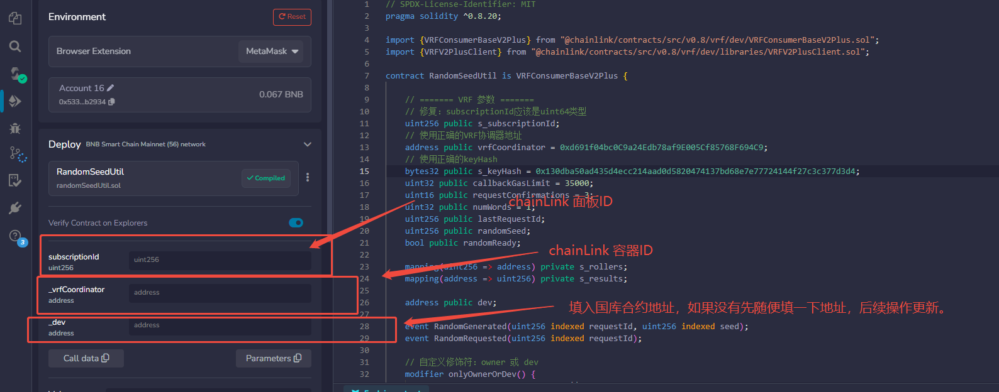 Environment
Reset
Browser Extension
MetaMask
Account 16
0x533...b2934
0.067 BNB
Deploy BNB Smart Chain Mainnet (56) network
RandomSeedUtil
randomSeedUtil.sol
Compiled
Verify Contract on Explorers
subscriptionId
uint256
uint256
_vrfCoordinator
address
address
_dev
address
address
Call data
Parameters
3
1 // SPDX-License-Identifier: MIT
2 pragma solidity ^0.8.20;
3
4 import {VRFConsumerBaseV2Plus} from "@chainlink/contracts/src/v0.8/vrf/dev/VRFConsumerBaseV2Plus.sol";
5 import {VRFV2PlusClient} from "@chainlink/contracts/src/v0.8/vrf/dev/libraries/VRFV2PlusClient.sol";
6
7 contract RandomSeedUtil is VRFConsumerBaseV2Plus {
8
9 // ======= VRF 参数 =======
10 // 修复: subscriptionId应该是uint64类型
11 uint256 public s_subscriptionId;
12 // 使用正确的VRF协调器地址
13 address public vrfCoordinator = 0xd691f04bc0C9a24Edb78af9E005Cf85768F694C9;
14 // 使用正确的keyHash
15 bytes32 public s_keyHash = 0x130dba50ad435d4ecc214aad0d5820474137bd68e7e77724144f27c3c377d3d4;
16 uint32 public callbackGasLimit = 35000;
17 uint16 public requestConfirmations = 3;
18 uint32 public numWords = 1;
19 uint256 public lastRequestId;
20 uint256 public randomSeed;
21 bool public randomReady;
22
23 mapping(uint256 => address) private s_rollers;
24 mapping(address => uint256) private s_results;
25
26 address public dev;
27
28 event RandomGenerated(uint256 indexed requestId, uint256 indexed seed);
29 event RandomRequested(uint256 indexed requestId);
30
31 // 自定义修饰符: owner 或 dev
32 modifier onlyOwnerOrDev() {
chainLink 面板ID
chainLink 容器ID
填入国库合约地址，如果没有先随便填一下地址，后续操作更新。